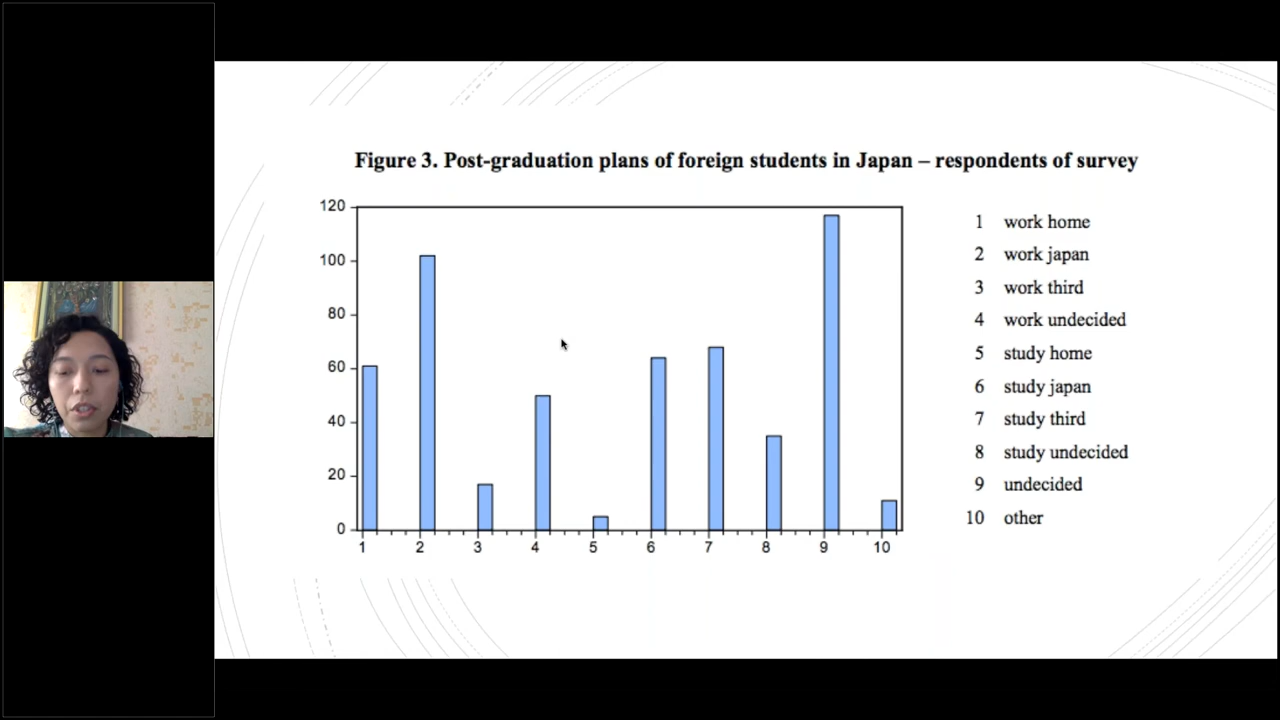 Figure 3. Post-graduation plans of foreign students in Japan – respondents of survey
120
100
80
60
40
20
0
1 2 3 4 5 6 7 8 9 10
1 work home
2 work japan
3 work third
4 work undecided
5 study home
6 study japan
7 study third
8 study undecided
9 undecided
10 other